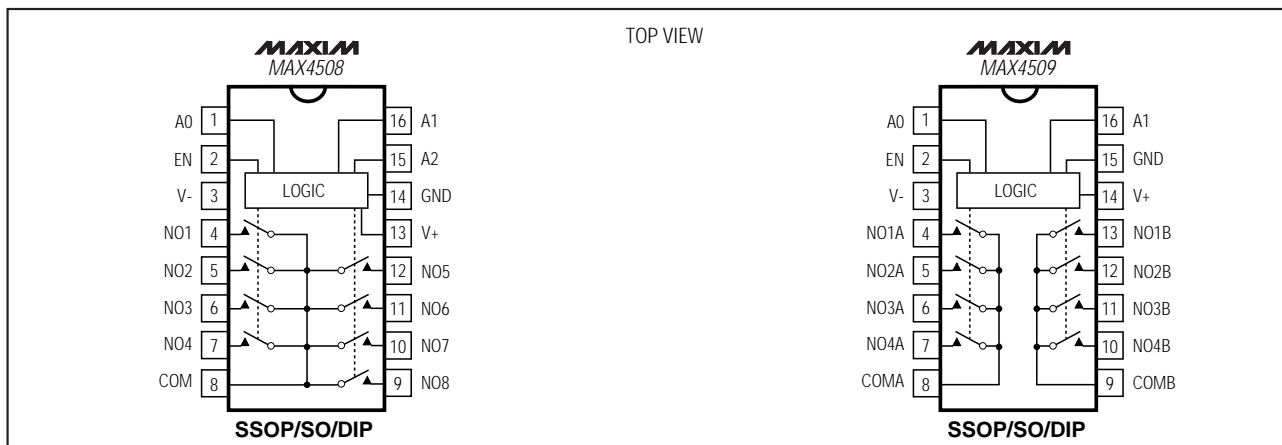 TOP VIEW
MAXIM
MAX4508
A0 1
EN 2
V- 3
NO1 4
NO2 5
NO3 6
NO4 7
COM 8
LOGIC
16 A1
15 A2
14 GND
13 V+
12 NO5
11 NO6
10 NO7
9 NO8
SSOP/SO/DIP
MAXIM
MAX4509
A0 1
EN 2
V- 3
NO1A 4
NO2A 5
NO3A 6
NO4A 7
COMA 8
LOGIC
16 A1
15 GND
14 V+
13 NO1B
12 NO2B
11 NO3B
10 NO4B
9 COMB
SSOP/SO/DIP